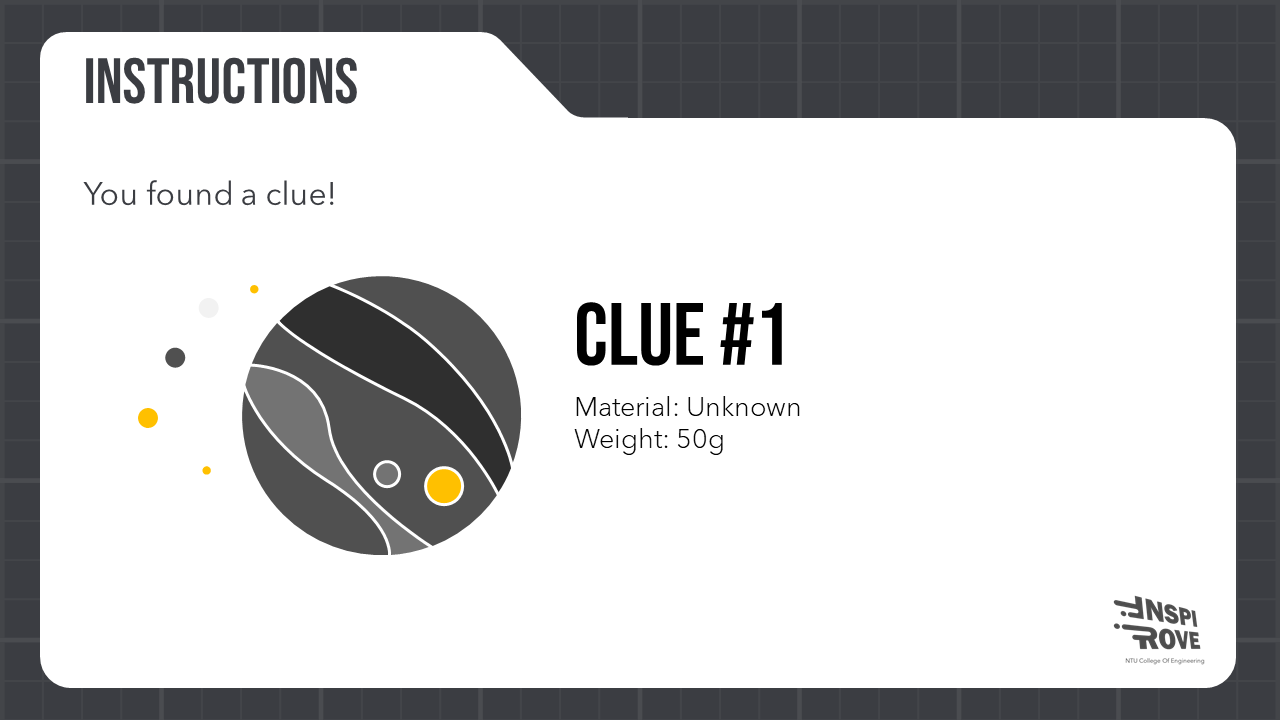 INSTRUCTIONS
You found a clue!
CLUE #1
Material: Unknown
Weight: 50g
INSPI
ROVE
NTU College Of Engineering